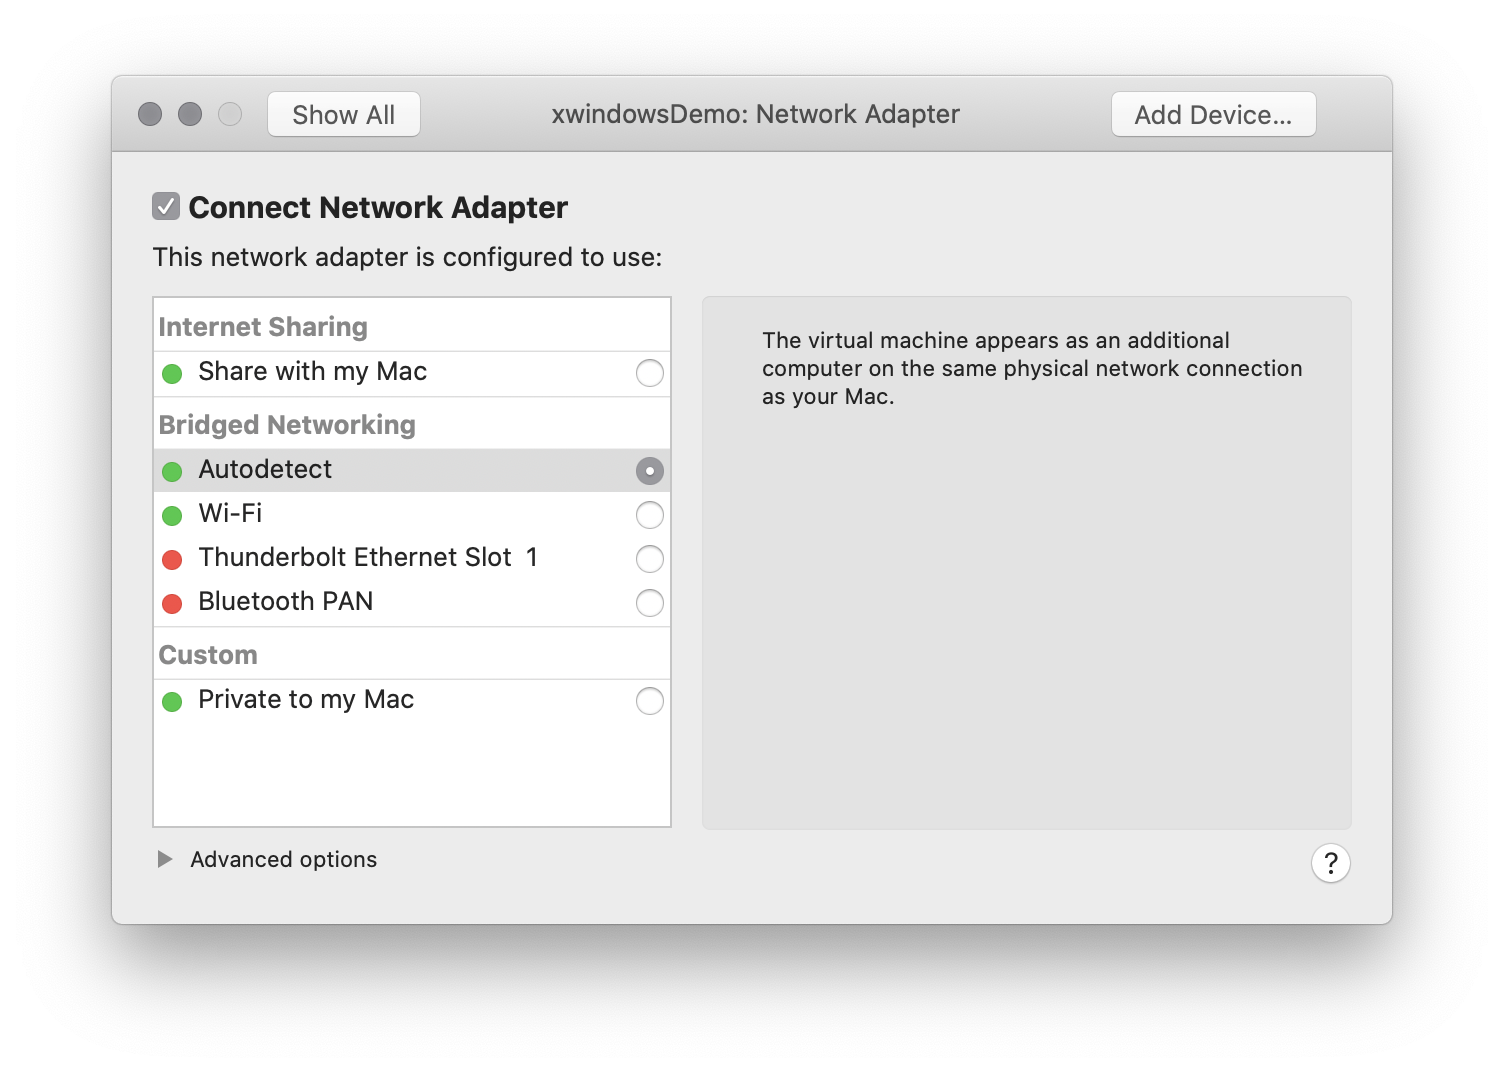 Show All
xwindowsDemo: Network Adapter
Add Device...
Connect Network Adapter
This network adapter is configured to use:
Internet Sharing
Share with my Mac
Bridged Networking
Autodetect
Wi-Fi
Thunderbolt Ethernet Slot  1
Bluetooth PAN
Custom
Private to my Mac
The virtual machine appears as an additional
computer on the same physical network connection
as your Mac.
Advanced options
?